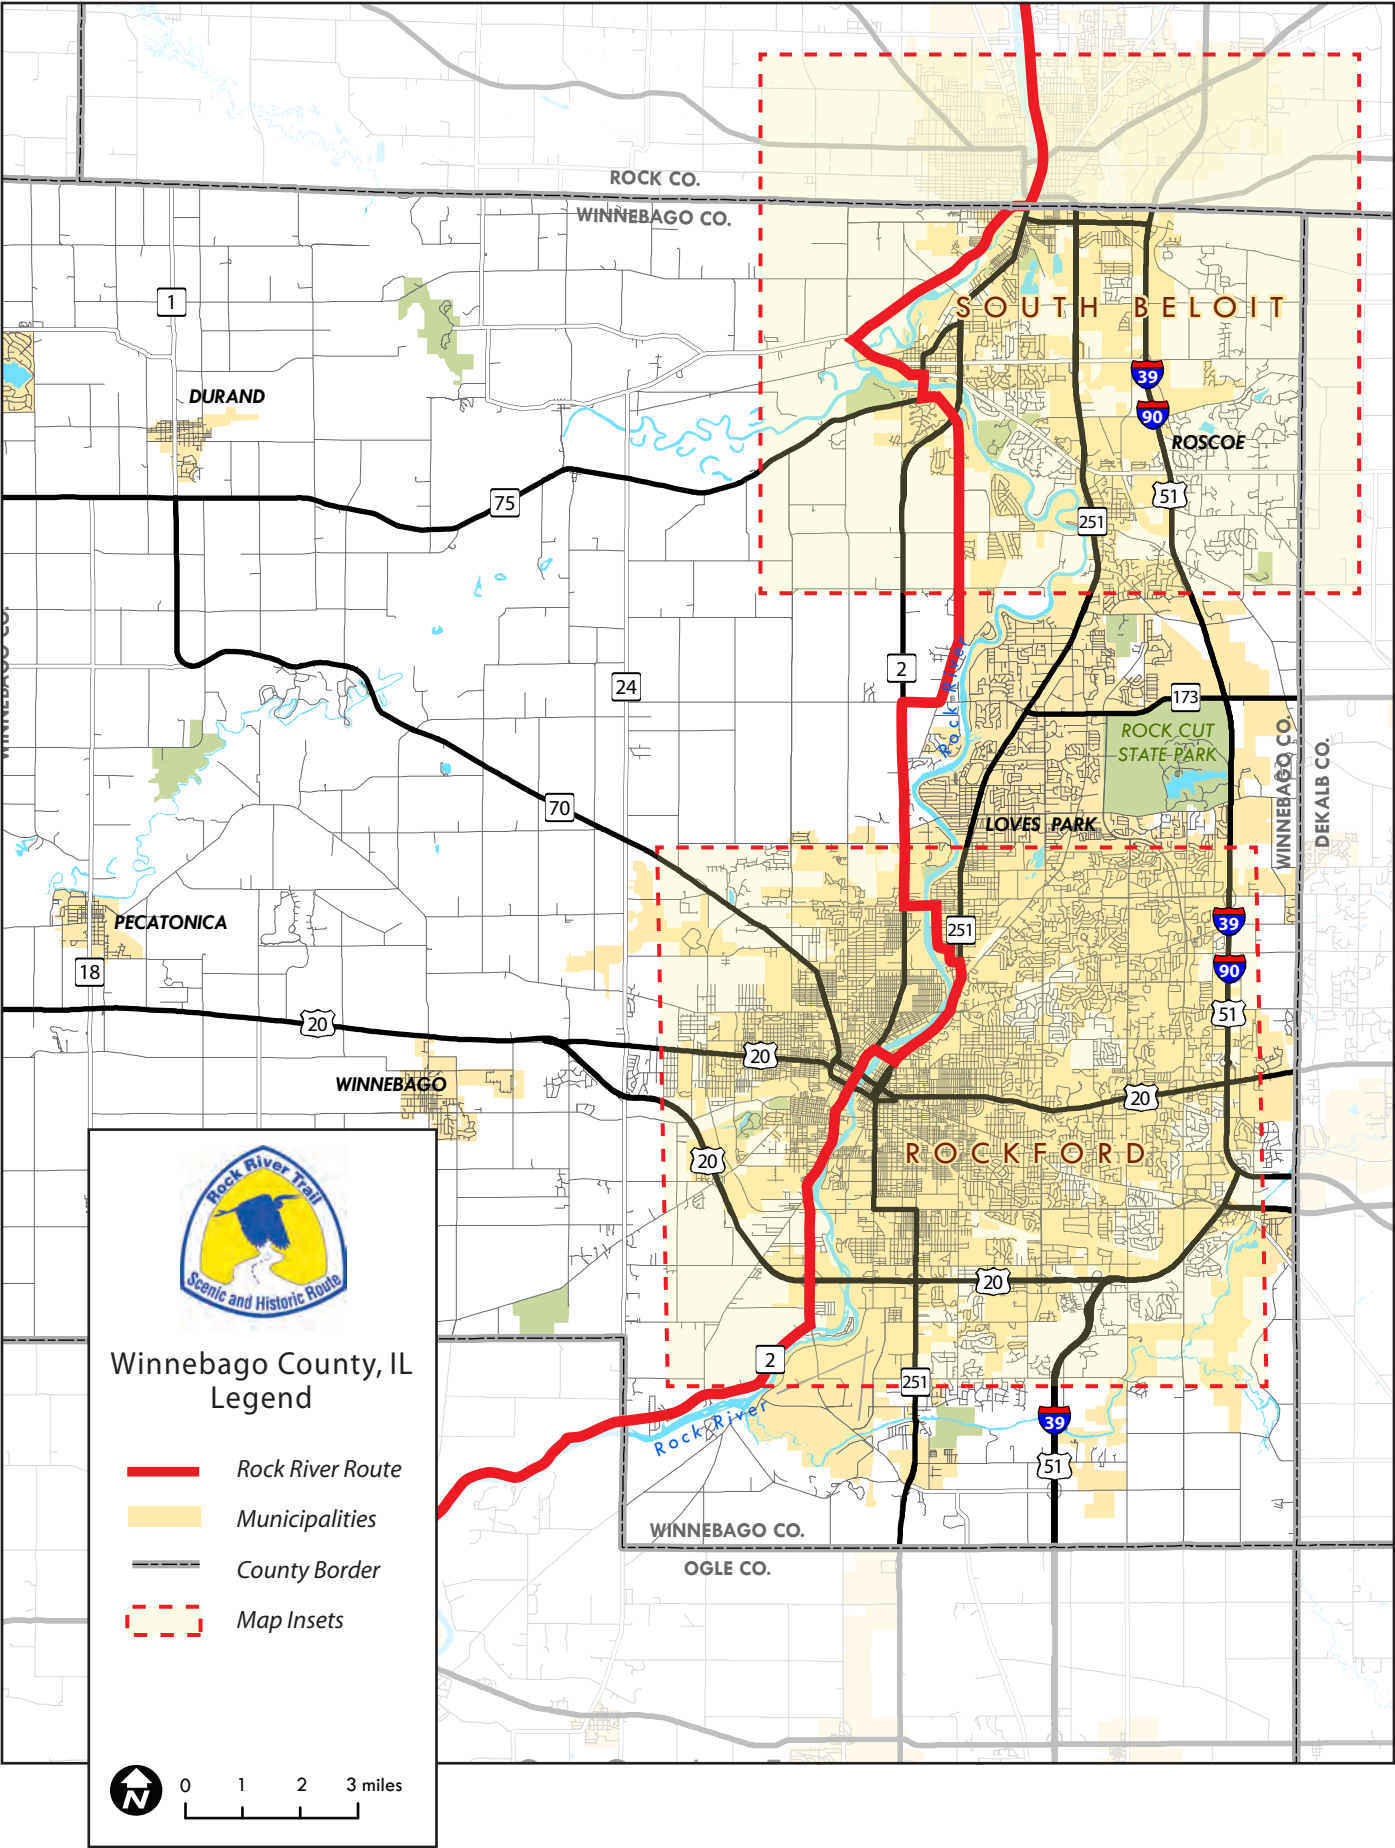 ROCK CO.
WINNEBAGO CO.
SOUTH BELOIT
1
DURAND
39
90
ROSCOE
75
51
251
WINNEBAGO CO.
2
24
Rock River
173
ROCK CUT
STATE PARK
WINNEBAGO CO.
DEKALB CO.
70
LOVES PARK
PECATONICA
251
39
90
18
51
20
20
WINNEBAGO
20
20
ROCKFORD
20
2
251
39
51
Rock River
WINNEBAGO CO.
OGLE CO.
Rock River Trail
Scenic and Historic Route
Winnebago County, IL
Legend
Rock River Route
Municipalities
County Border
Map Insets
N
0 1 2 3 miles